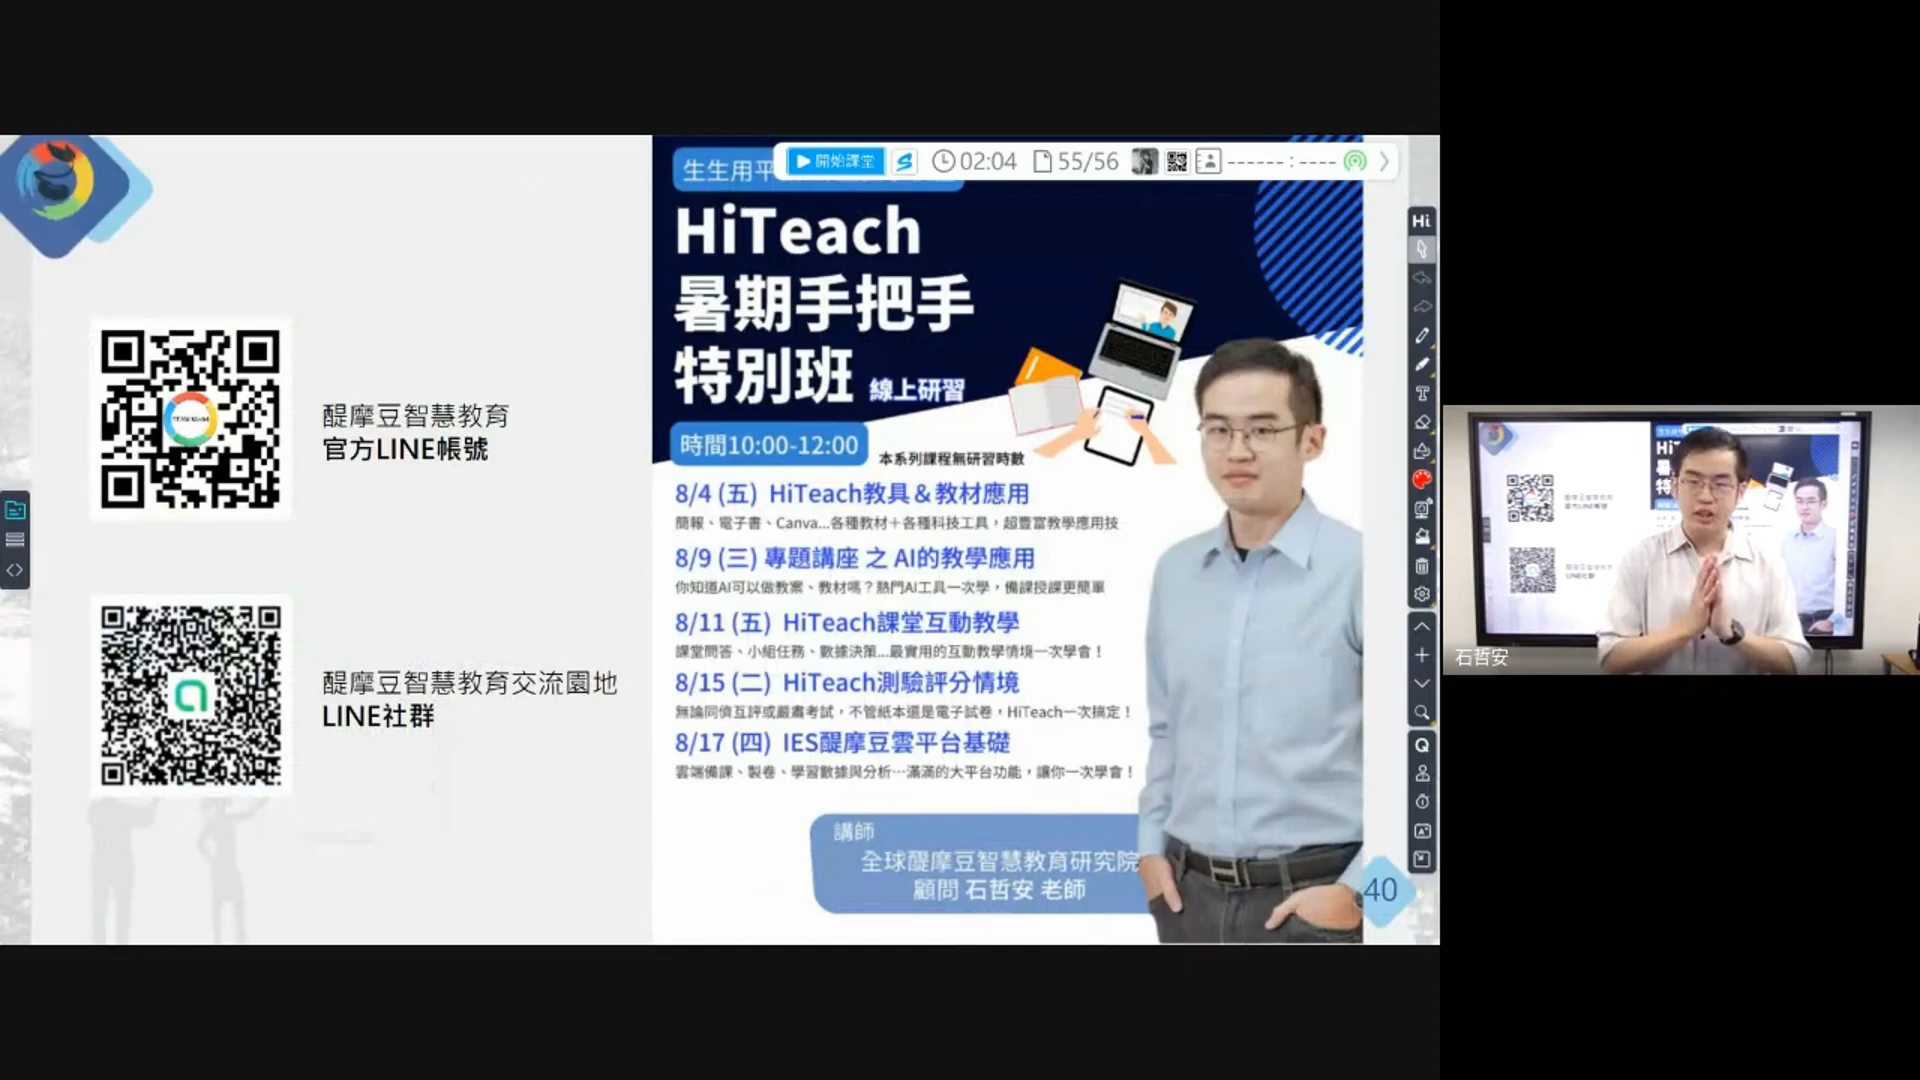 醍摩豆智慧教育
官方LINE帳號
醍摩豆智慧教育交流園地
LINE社群
生生用平
開始課堂
02:04
55/56
------ : ----
HiTeach
暑期手把手
特別班 線上研習
時間10:00-12:00
本系列課程無研習時數
8/4 (五) HiTeach教具＆教材應用
簡報、電子書、Canva...各種教材＋各種科技工具，超豐富教學應用技
8/9 (三) 專題講座 之 AI的教學應用
你知道AI可以做教案、教材嗎？熱門AI工具一次學，備課授課更簡單
8/11 (五) HiTeach課堂互動教學
課堂問答、小組任務、數據決策...最實用的互動教學情境一次學會！
8/15 (二) HiTeach測驗評分情境
無論同儕互評或嚴肅考試，不管紙本還是電子試卷，HiTeach一次搞定！
8/17 (四) IES醍摩豆雲平台基礎
雲端備課、製卷、學習數據與分析…滿滿的大平台功能，讓你一次學會！
講師
全球醍摩豆智慧教育研究院
顧問 石哲安 老師
40
Hi
石哲安